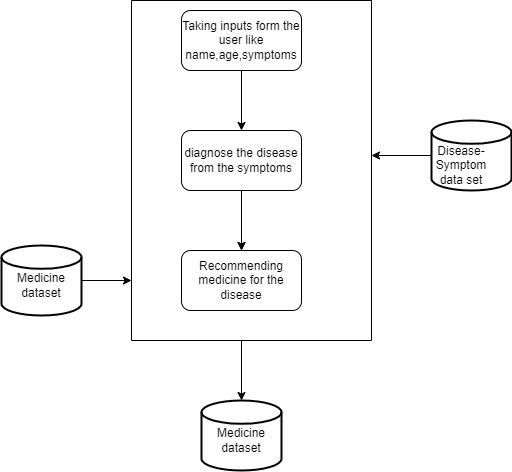 Taking inputs form the
user like
name,age,symptoms
diagnose the disease
from the symptoms
Disease-
Symptom
data set
Recommending
medicine for the
disease
Medicine
dataset
Medicine
dataset